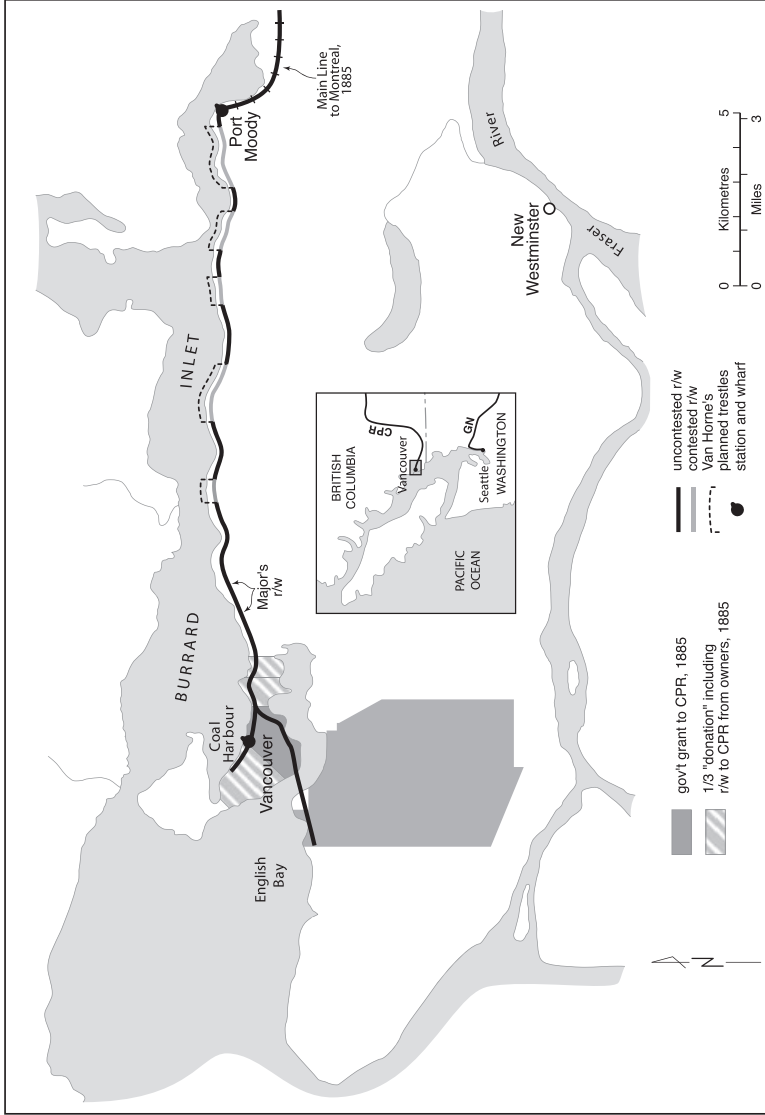 BURRARD
INLET
Coal
Harbour
Vancouver
English
Bay
Major's
r/w
Port
Moody
Main Line
to Montreal,
1885
New
Westminster
Fraser
River
BRITISH
COLUMBIA
CPR
Vancouver
GN
Seattle
WASHINGTON
PACIFIC
OCEAN
N
gov't grant to CPR, 1885
1/3 "donation" including
r/w to CPR from owners, 1885
uncontested r/w
contested r/w
Van Horne's
planned trestles
station and wharf
0 Kilometres 5
0 Miles 3